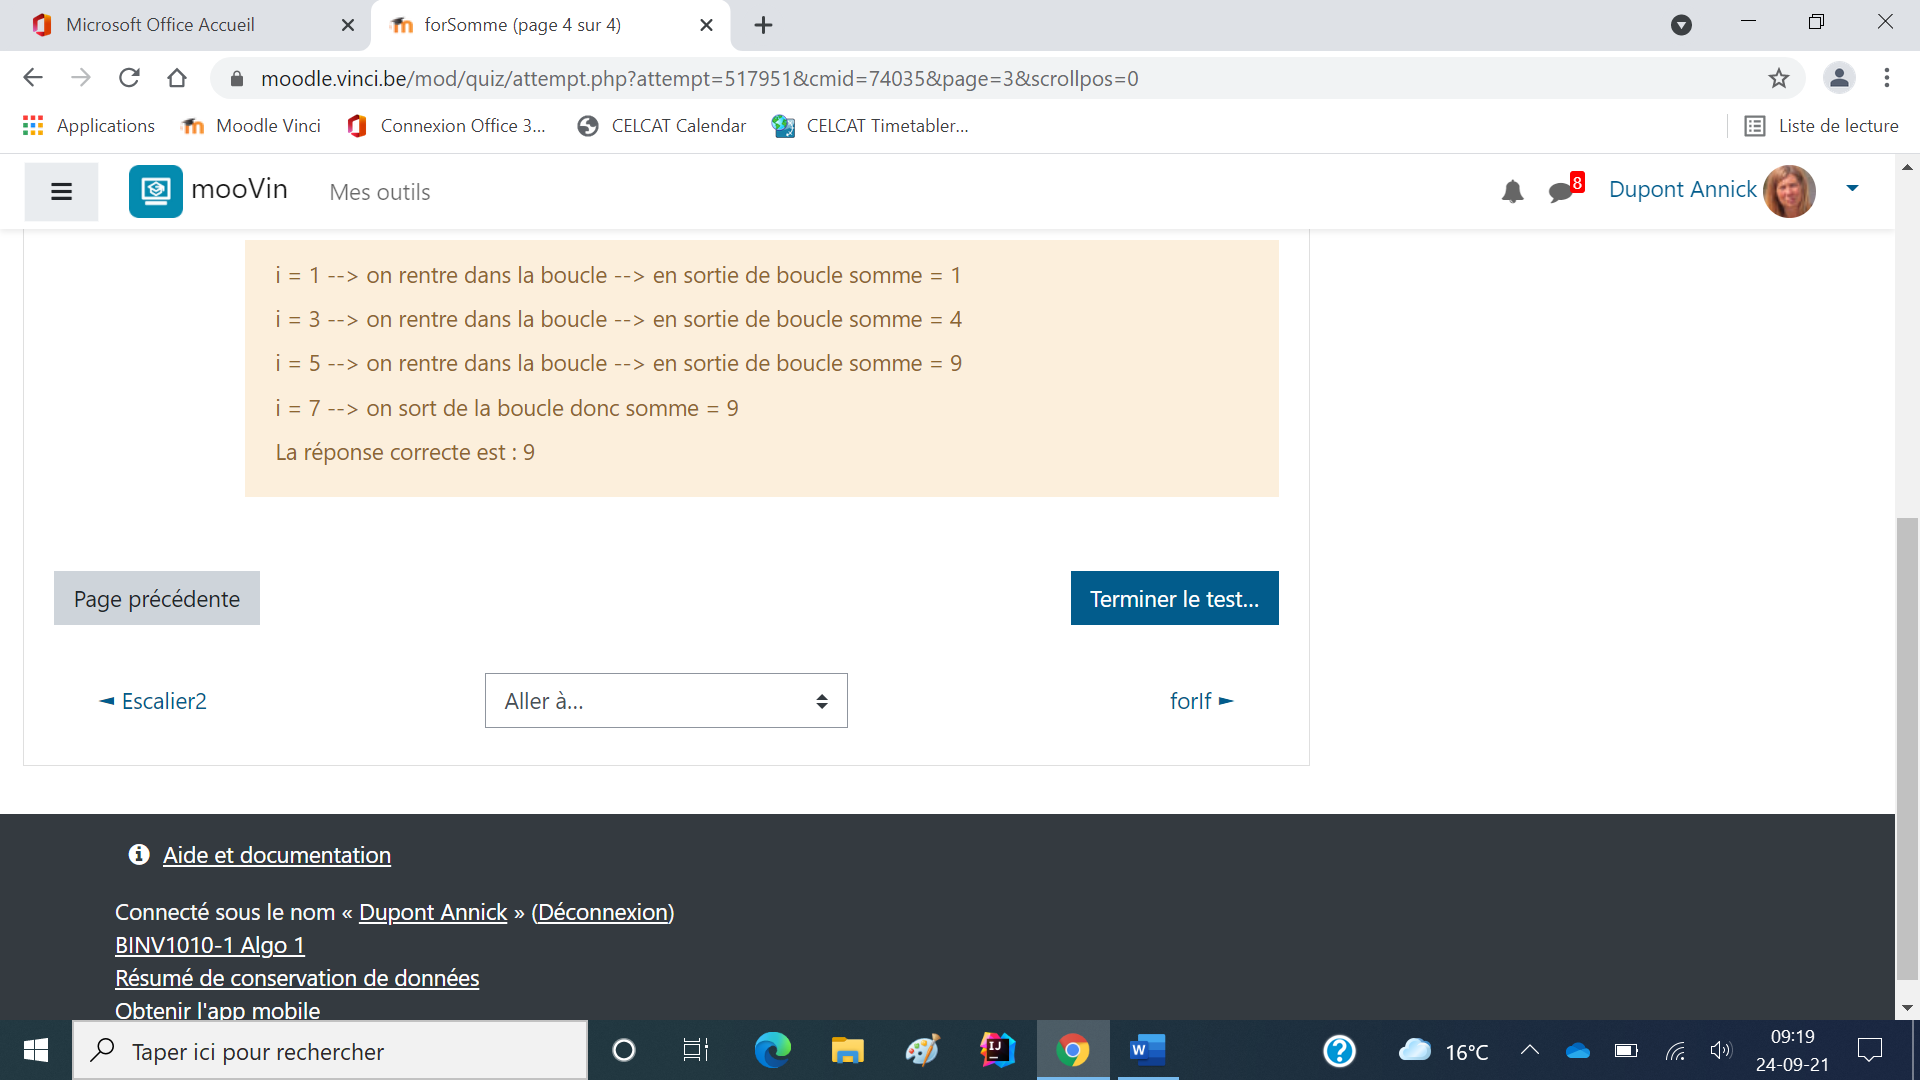 Microsoft Office Accueil
forSomme (page 4 sur 4)
moodle.vinci.be/mod/quiz/attempt.php?attempt=517951&cmid=74035&page=3&scrollpos=0
Applications
Moodle Vinci
Connexion Office 3...
CELCAT Calendar
CELCAT Timetabler...
Liste de lecture
mooVin
Mes outils
8
Dupont Annick
i = 1 --> on rentre dans la boucle --> en sortie de boucle somme = 1
i = 3 --> on rentre dans la boucle --> en sortie de boucle somme = 4
i = 5 --> on rentre dans la boucle --> en sortie de boucle somme = 9
i = 7 --> on sort de la boucle donc somme = 9
La réponse correcte est : 9
Page précédente
Terminer le test...
◄ Escalier2
Aller à...
forIf ►
Aide et documentation
Connecté sous le nom « Dupont Annick » (Déconnexion)
BINV1010-1 Algo 1
Résumé de conservation de données
Obtenir l'app mobile
Taper ici pour rechercher
IJ
W
16°C
09:19
24-09-21